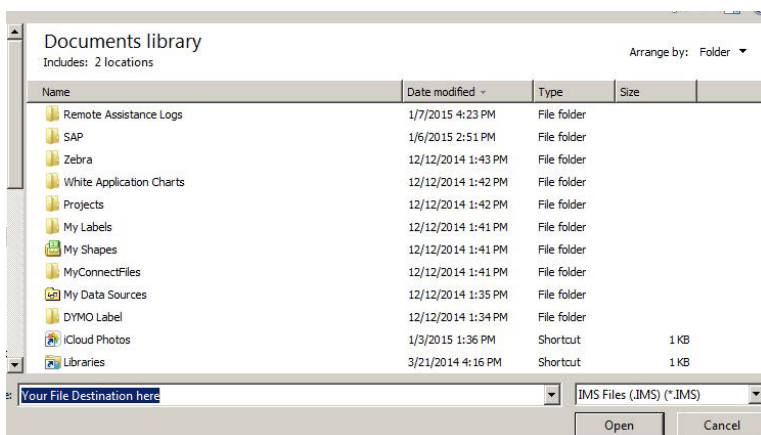 Documents library
Includes: 2 locations
Arrange by: Folder
Name Date modified Type Size
Remote Assistance Logs 1/7/2015 4:23 PM File folder
SAP 1/6/2015 2:51 PM File folder
Zebra 12/12/2014 1:43 PM File folder
White Application Charts 12/12/2014 1:42 PM File folder
Projects 12/12/2014 1:42 PM File folder
My Labels 12/12/2014 1:41 PM File folder
My Shapes 12/12/2014 1:41 PM File folder
MyConnectFiles 12/12/2014 1:41 PM File folder
My Data Sources 12/12/2014 1:35 PM File folder
DYMO Label 12/12/2014 1:34 PM File folder
iCloud Photos 1/3/2015 1:36 PM Shortcut 1 KB
Libraries 3/21/2014 4:16 PM Shortcut 1 KB
Your File Destination here IMS Files (.IMS) (*.IMS)
Open Cancel